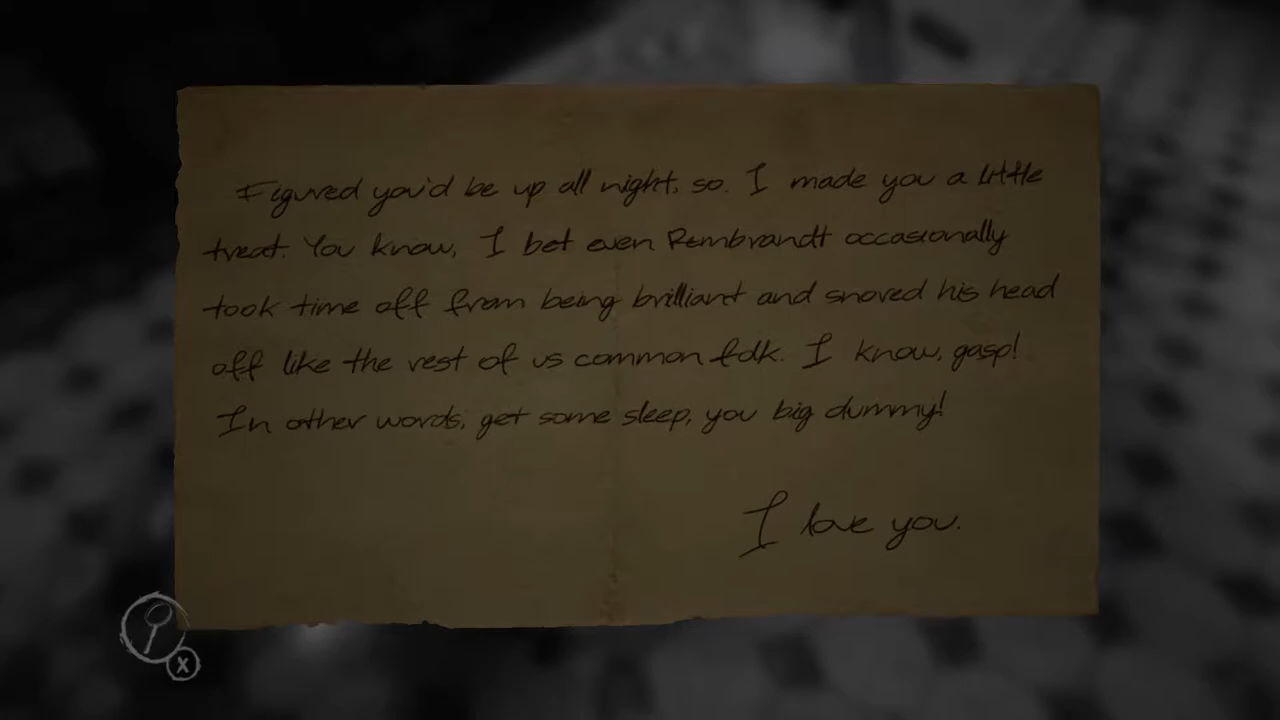 Figured you'd be up all night, so. I made you a little
treat. You know, I bet even Rembrandt occasionally
took time off from being brilliant and snored his head
off like the rest of us common folk. I know, gasp!
In other words, get some sleep, you big dummy!
I love you.
X